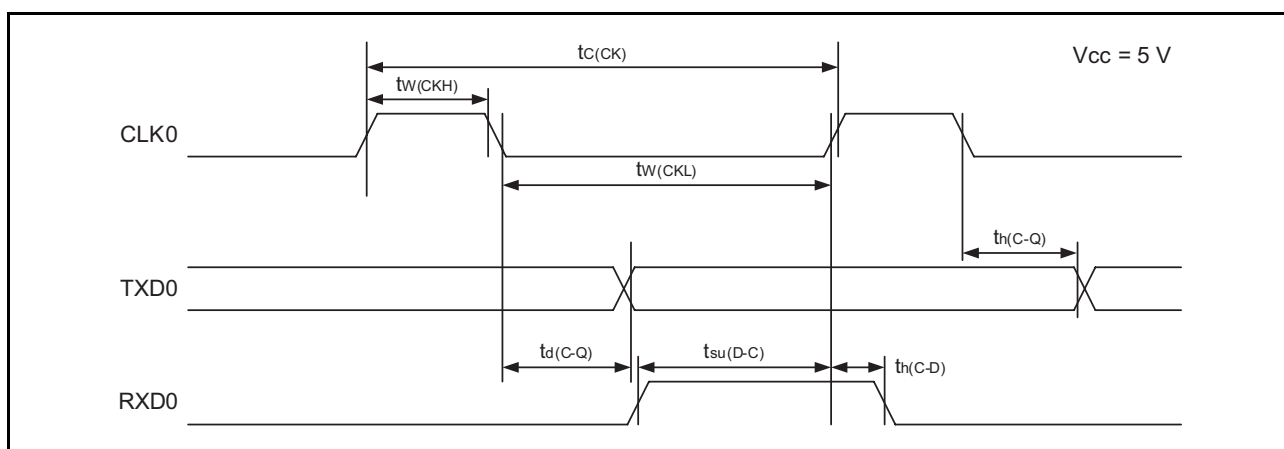 tC(CK)
Vcc = 5 V
tW(CKH)
CLK0
tW(CKL)
th(C-Q)
TXD0
td(C-Q)
tsu(D-C)
th(C-D)
RXD0